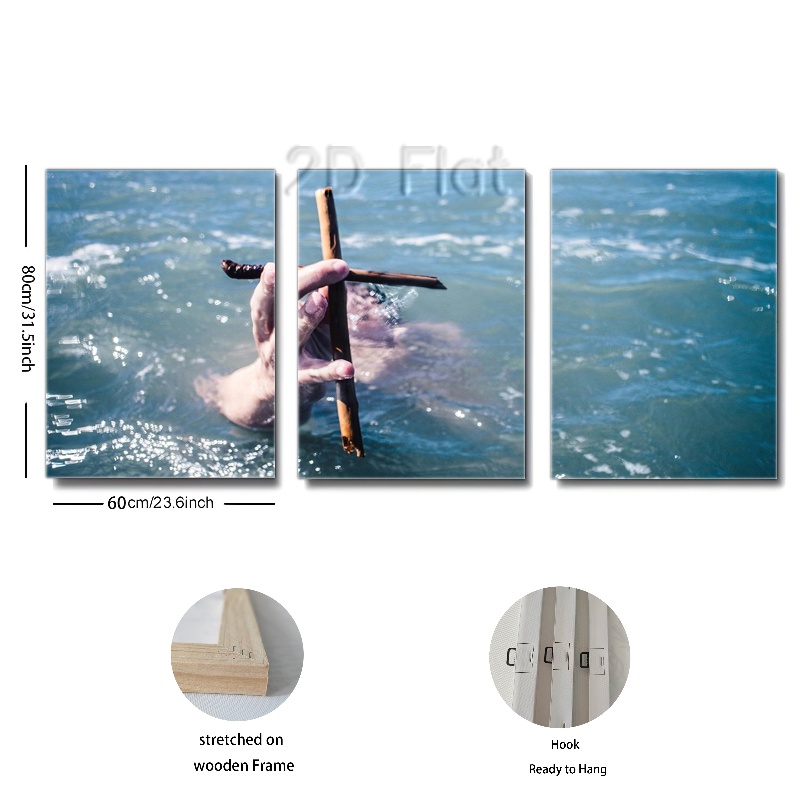 2D Flat
80cm/31.5inch
60cm/23.6inch
stretched on
wooden Frame
Hook
Ready to Hang